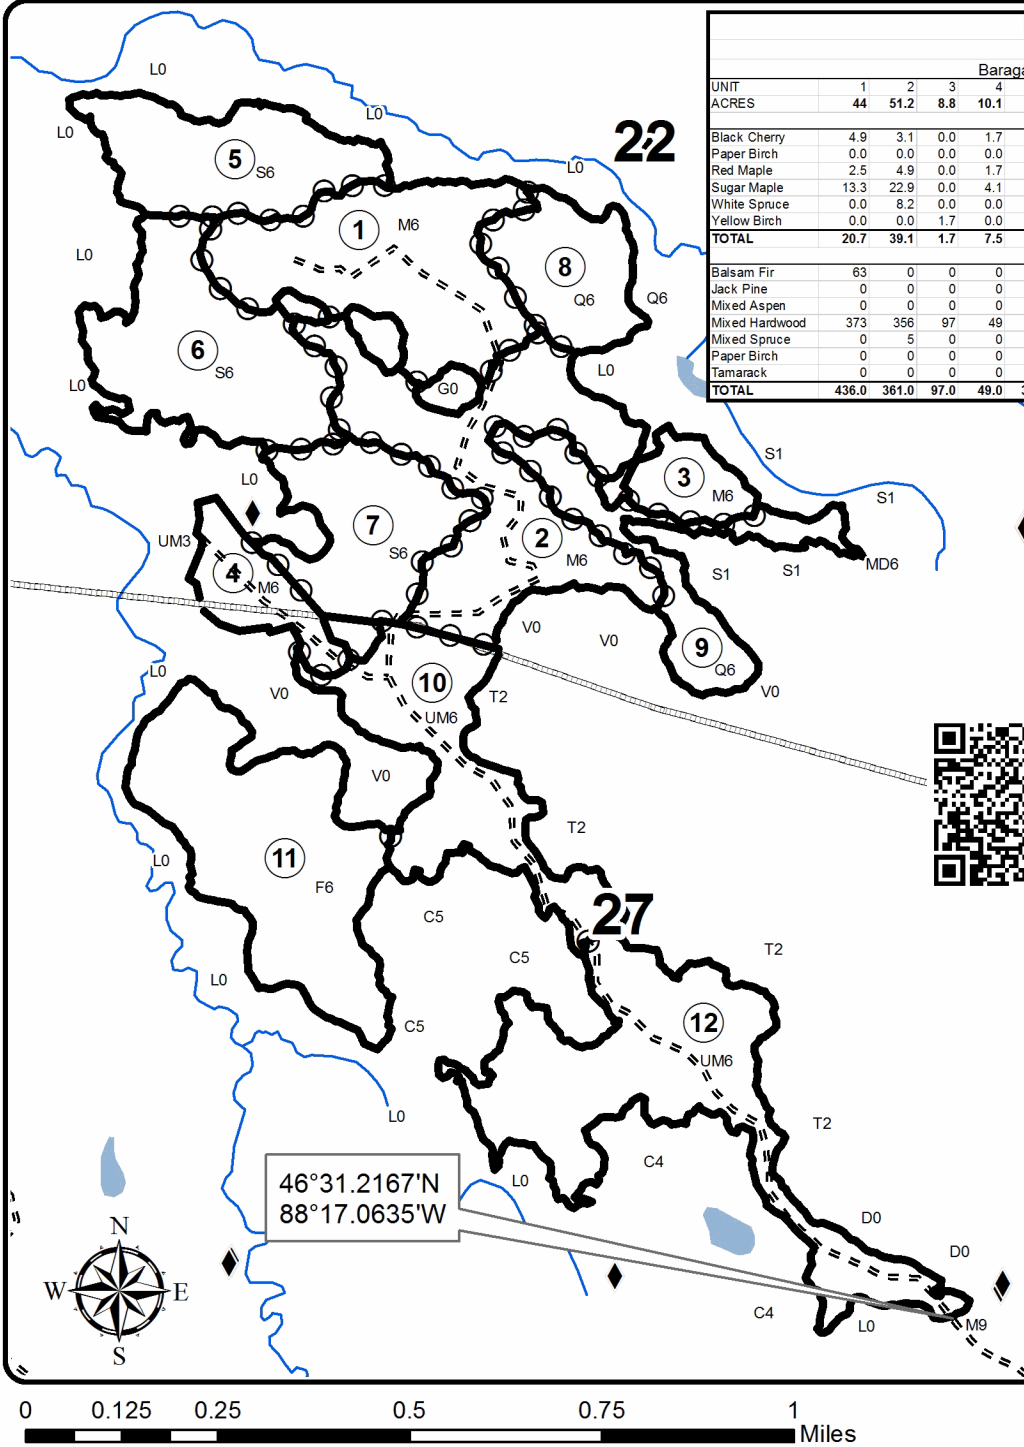 Baraga
UNIT 1 2 3 4
ACRES 44 51.2 8.8 10.1
Black Cherry 4.9 3.1 0.0 1.7
Paper Birch 0.0 0.0 0.0 0.0
Red Maple 2.5 4.9 0.0 1.7
Sugar Maple 13.3 22.9 0.0 4.1
White Spruce 0.0 8.2 0.0 0.0
Yellow Birch 0.0 0.0 1.7 0.0
TOTAL 20.7 39.1 1.7 7.5
Balsam Fir 63 0 0 0
Jack Pine 0 0 0 0
Mixed Aspen 0 0 0 0
Mixed Hardwood 373 356 97 49
Mixed Spruce 0 5 0 0
Paper Birch 0 0 0 0
Tamarack 0 0 0 0
TOTAL 436.0 361.0 97.0 49.0
L0
L0
L0
22
5 S6
L0
1 M6
L0
8
Q6 Q6
6
S6
L0
L0
G0
S1
L0
3
M6
S1
7
S6
UM3
2
M6
4
M6
S1
S1
MD6
V0
V0
9
Q6
V0
L0
V0
10
T2
UM6
V0
T2
L0
11
F6
C5
27
T2
C5
L0
C5
12
UM6
L0
T2
C4
L0
46°31.2167'N
88°17.0635'W
D0
D0
C4
L0
M9
N
W E
S
0 0.125 0.25 0.5 0.75 1
Miles